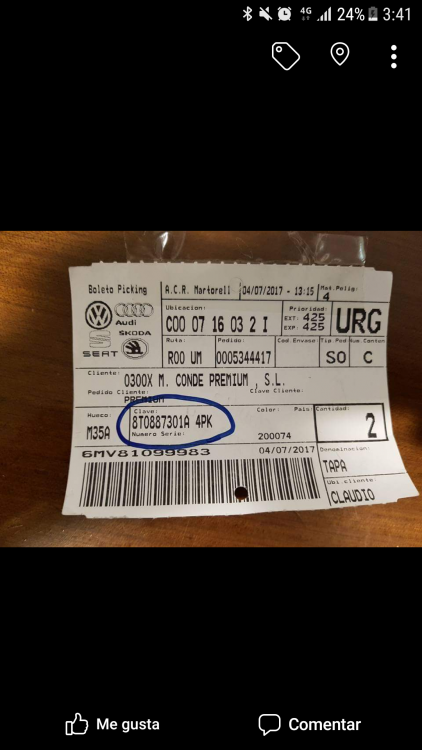 4G 24% 3:41
Boleto Picking
A.C.R. Martorell
04/07/2017 - 13:15
Mat.Pelig:
4
Audi
SEAT
ŠKODA
Ubicacion:
C00 07 16 03 2 I
Prioridad:
EXT: 425
EXP: 425
URG
Ruta:
R00 UM
Pedido:
0005344417
Cod.Envase:
Tip.Ped
SO
Num.Canton
C
Cliente:
0300X M. CONDE PREMIUM , S.L.
Pedido Cliente:
Clave Cliente:
PREMIUM
Hueco:
M35A
Clave:
8T0887301A 4PK
Numero Serie:
Color:
Pais:
200074
Cantidad:
2
6MV81099983
04/07/2017
Denominacion:
TAPA
Ubi.cliente:
CLAUDIO
Me gusta
Comentar